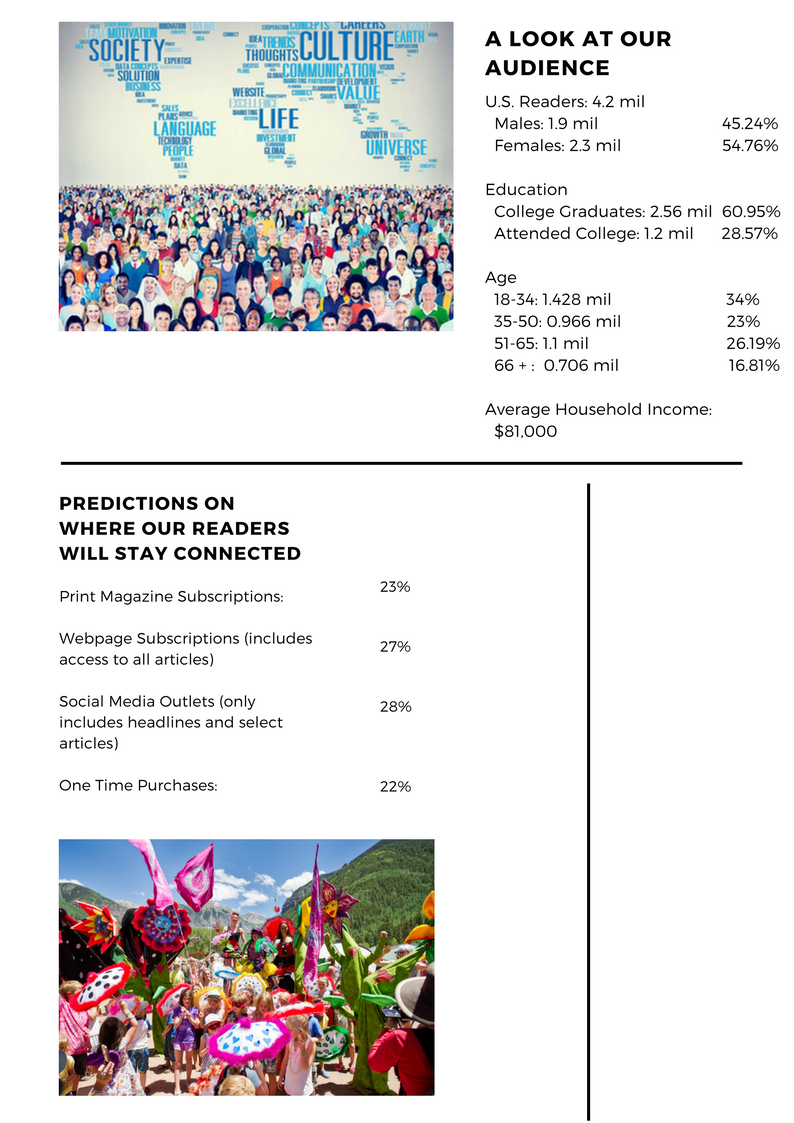 SOCIETY
MOTIVATION
EXPERTISE
DATA CONCEPTS
SOLUTION
BUSINESS
IDEA
SALES
PLANS
ABOVE
LANGUAGE
TECHNOLOGY
PEOPLE
DATA
CONCEPTS
CAREERS
IDEA TRENDS
THOUGHTS CULTURE
EARTH
COMMUNICATION
DEVELOPMENT
WEBSITE
VALUE
EXCELLENCE
MARKETING
LIFE
INVESTMENT
GLOBAL
GROWTH DATA
UNIVERSE
CONNECT
A LOOK AT OUR
AUDIENCE
U.S. Readers: 4.2 mil
Males: 1.9 mil 45.24%
Females: 2.3 mil 54.76%
Education
College Graduates: 2.56 mil 60.95%
Attended College: 1.2 mil 28.57%
Age
18-34: 1.428 mil 34%
35-50: 0.966 mil 23%
51-65: 1.1 mil 26.19%
66 + : 0.706 mil 16.81%
Average Household Income:
$81,000
PREDICTIONS ON
WHERE OUR READERS
WILL STAY CONNECTED
Print Magazine Subscriptions: 23%
Webpage Subscriptions (includes 27%
access to all articles)
Social Media Outlets (only 28%
includes headlines and select
articles)
One Time Purchases: 22%